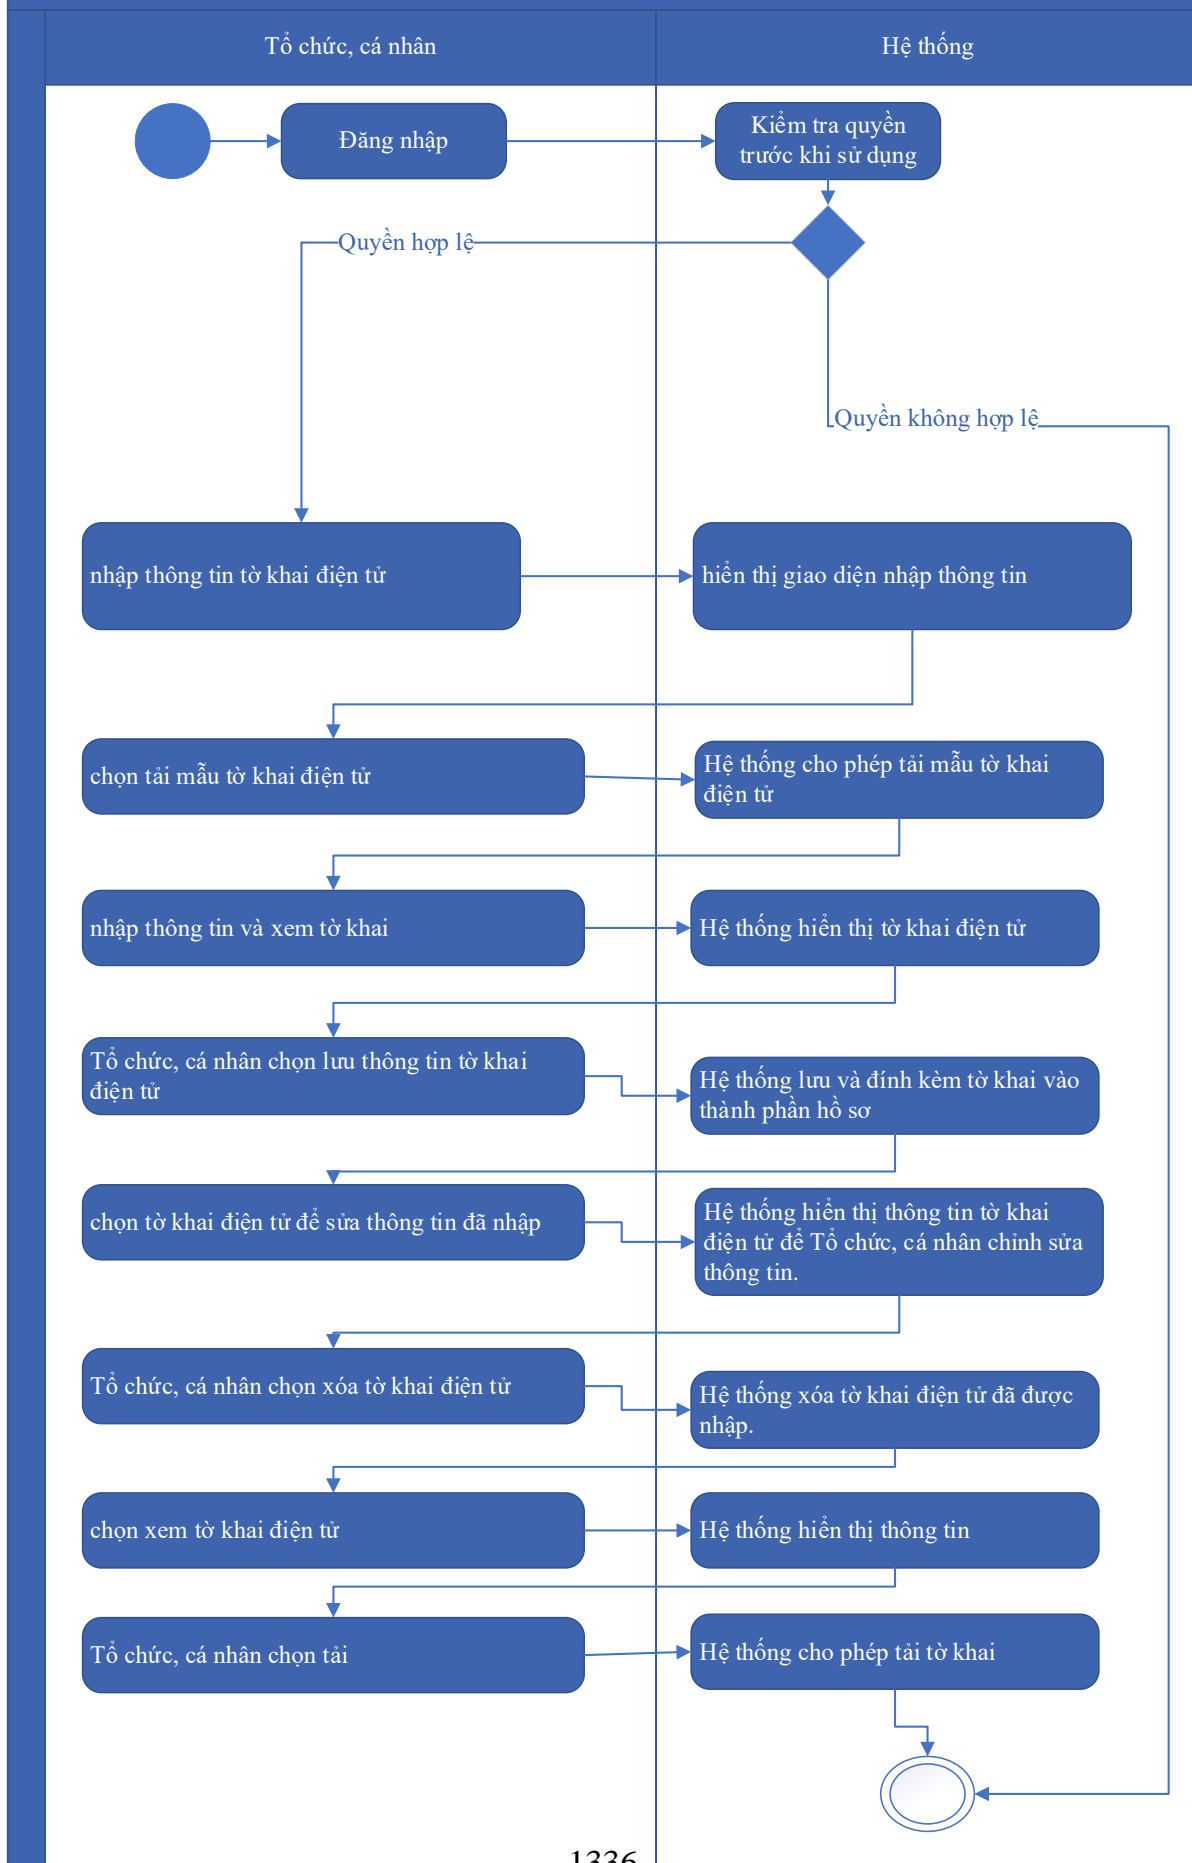 Tổ chức, cá nhân
Hệ thống
Đăng nhập
Kiểm tra quyền
trước khi sử dụng
Quyền hợp lệ
Quyền không hợp lệ
nhập thông tin tờ khai điện tử
hiển thị giao diện nhập thông tin
chọn tải mẫu tờ khai điện tử
Hệ thống cho phép tải mẫu tờ khai
điện tử
nhập thông tin và xem tờ khai
Hệ thống hiển thị tờ khai điện tử
Tổ chức, cá nhân chọn lưu thông tin tờ khai
điện tử
Hệ thống lưu và đính kèm tờ khai vào
thành phần hồ sơ
chọn tờ khai điện tử để sửa thông tin đã nhập
Hệ thống hiển thị thông tin tờ khai
điện tử để Tổ chức, cá nhân chỉnh sửa
thông tin.
Tổ chức, cá nhân chọn xóa tờ khai điện tử
Hệ thống xóa tờ khai điện tử đã được
nhập.
chọn xem tờ khai điện tử
Hệ thống hiển thị thông tin
Tổ chức, cá nhân chọn tải
Hệ thống cho phép tải tờ khai
1336